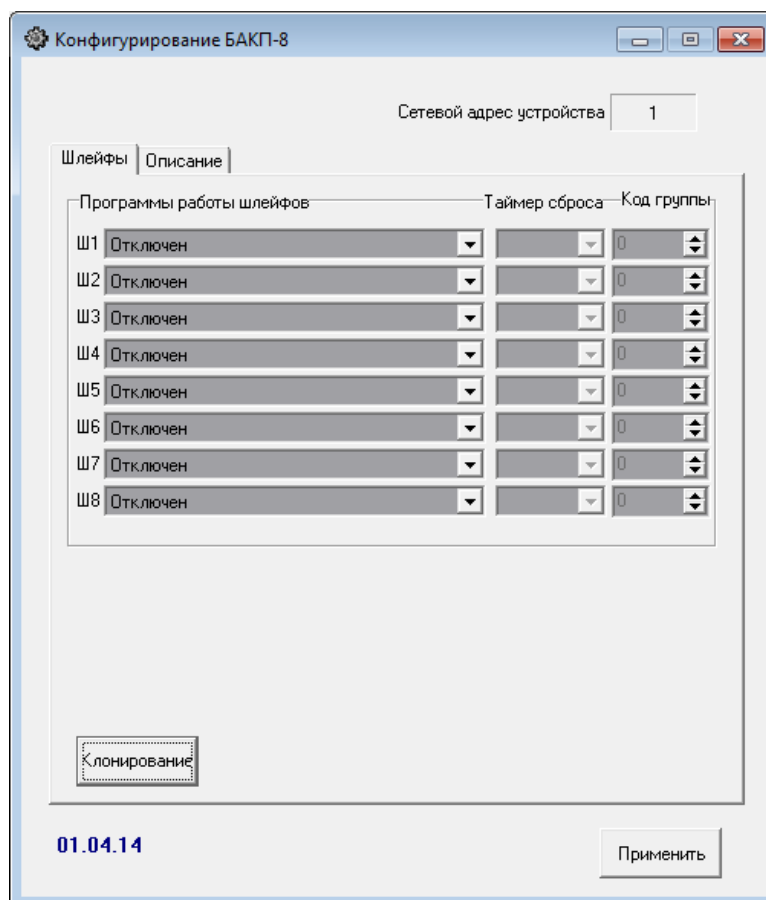 Конфигурирование БАКП-8
Сетевой адрес устройства 1
Шлейфы Описание
Программы работы шлейфов Таймер сброса Код группы
Ш1 Отключен 0
Ш2 Отключен 0
Ш3 Отключен 0
Ш4 Отключен 0
Ш5 Отключен 0
Ш6 Отключен 0
Ш7 Отключен 0
Ш8 Отключен 0
Клонирование
01.04.14 Применить